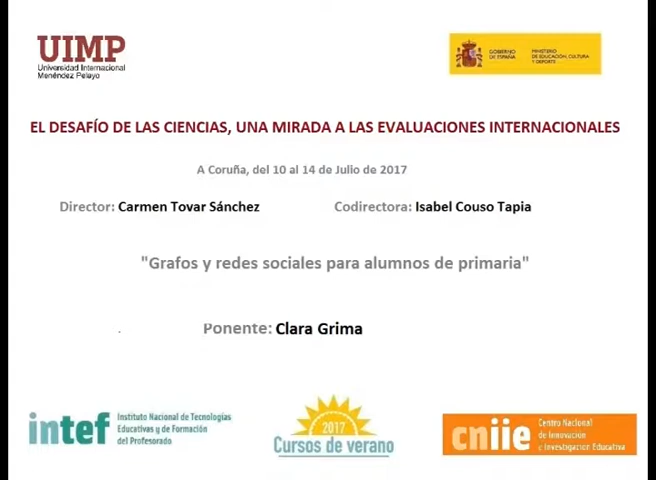 UIMP
Universidad Internacional
Menéndez Pelayo
GOBIERNO
DE ESPAÑA
MINISTERIO
DE EDUCACIÓN, CULTURA
Y DEPORTE
EL DESAFÍO DE LAS CIENCIAS, UNA MIRADA A LAS EVALUACIONES INTERNACIONALES
A Coruña, del 10 al 14 de Julio de 2017
Director: Carmen Tovar Sánchez
Codirectora: Isabel Couso Tapia
"Grafos y redes sociales para alumnos de primaria"
Ponente: Clara Grima
intef
Instituto Nacional de Tecnologías
Educativas y de Formación
del Profesorado
2017
Cursos de verano
cniie
Centro Nacional
de Innovación
e Investigación Educativa